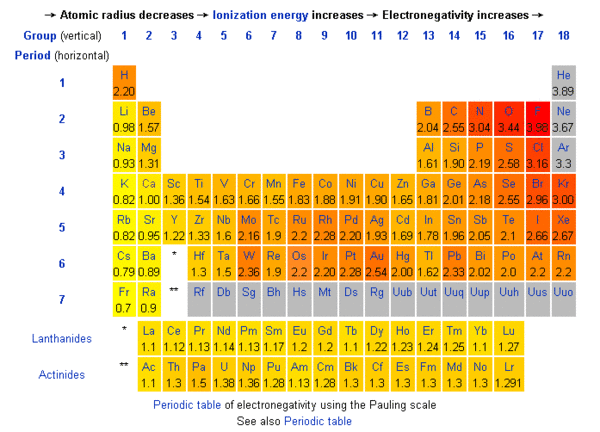 → Atomic radius decreases → Ionization energy increases → Electronegativity increases →
Group (vertical) 1 2 3 4 5 6 7 8 9 10 11 12 13 14 15 16 17 18
Period (horizontal)
1 H He
2.20 3.89
2 Li Be B C N O F Ne
0.98 1.57 2.04 2.55 3.04 3.44 3.98 3.67
3 Na Mg Al Si P S Cl Ar
0.93 1.31 1.61 1.90 2.19 2.58 3.16 3.3
4 K Ca Sc Ti V Cr Mn Fe Co Ni Cu Zn Ga Ge As Se Br Kr
0.82 1.00 1.36 1.54 1.63 1.66 1.55 1.83 1.88 1.91 1.90 1.65 1.81 2.01 2.18 2.55 2.96 3.00
5 Rb Sr Y Zr Nb Mo Tc Ru Rh Pd Ag Cd In Sn Sb Te I Xe
0.82 0.95 1.22 1.33 1.6 2.16 1.9 2.2 2.28 2.20 1.93 1.69 1.78 1.96 2.05 2.1 2.66 2.67
6 Cs Ba * Hf Ta W Re Os Ir Pt Au Hg Tl Pb Bi Po At Rn
0.79 0.89 1.3 1.5 2.36 1.9 2.2 2.20 2.28 2.54 2.00 1.62 2.33 2.02 2.0 2.2 2.2
7 Fr Ra ** Rf Db Sg Bh Hs Mt Ds Rg Uub Uut Uuq Uup Uuh Uus Uuo
0.7 0.9
Lanthanides * La Ce Pr Nd Pm Sm Eu Gd Tb Dy Ho Er Tm Yb Lu
1.1 1.12 1.13 1.14 1.13 1.17 1.2 1.2 1.1 1.22 1.23 1.24 1.25 1.1 1.27
Actinides ** Ac Th Pa U Np Pu Am Cm Bk Cf Es Fm Md No Lr
1.1 1.3 1.5 1.38 1.36 1.28 1.13 1.28 1.3 1.3 1.3 1.3 1.3 1.3 1.291
Periodic table of electronegativity using the Pauling scale
See also Periodic table